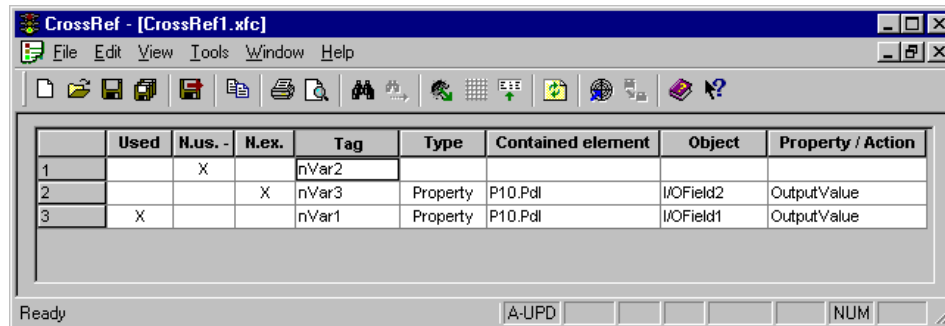 CrossRef - [CrossRef1.xfc]
File Edit View Tools Window Help
Used N.us. - N.ex. Tag Type Contained element Object Property / Action
1 X nVar2
2 X nVar3 Property P10.Pdl I/OField2 OutputValue
3 X nVar1 Property P10.Pdl I/OField1 OutputValue
Ready A-UPD NUM